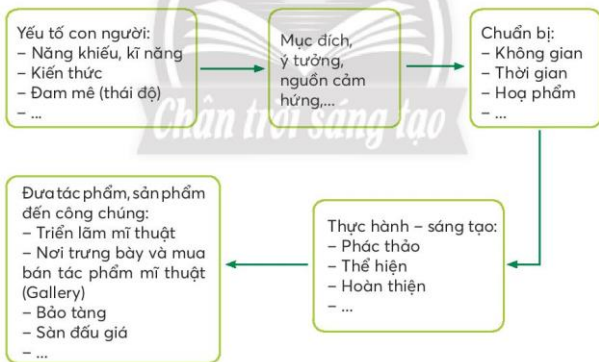 Yếu tố con người:
– Năng khiếu, kĩ năng
– Kiến thức
– Đam mê (thái độ)
– ...
Mục đích,
ý tưởng,
nguồn cảm
hứng,...
Chuẩn bị:
– Không gian
– Thời gian
– Hoạ phẩm
– ...
Chân trời sáng tạo
Đưa tác phẩm, sản phẩm
đến công chúng:
– Triển lãm mĩ thuật
– Nơi trưng bày và mua
bán tác phẩm mĩ thuật
(Gallery)
– Bảo tàng
– Sàn đấu giá
– ...
Thực hành – sáng tạo:
– Phác thảo
– Thể hiện
– Hoàn thiện
– ...